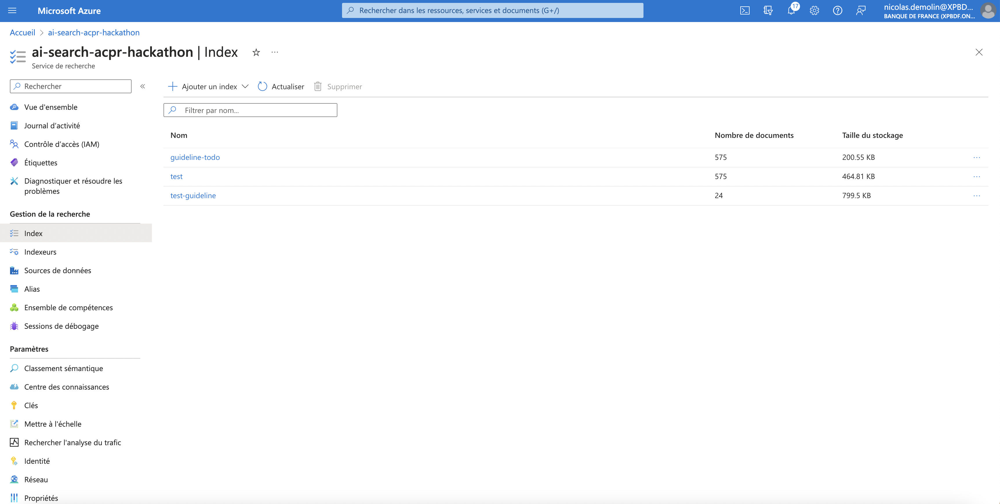 Microsoft Azure
Rechercher dans les ressources, services et documents (G+/)
17
nicolas.demolin@XPBD...
BANQUE DE FRANCE (XPBDF.ON...
Accueil > ai-search-acpr-hackathon
ai-search-acpr-hackathon | Index
Service de recherche
Rechercher
Ajouter un index
Actualiser
Supprimer
Vue d'ensemble
Journal d’activité
Contrôle d’accès (IAM)
Étiquettes
Diagnostiquer et résoudre les
problèmes
Gestion de la recherche
Index
Indexeurs
Sources de données
Alias
Ensemble de compétences
Sessions de débogage
Paramètres
Classement sémantique
Centre des connaissances
Clés
Mettre à l'échelle
Rechercher l'analyse du trafic
Identité
Réseau
Propriétés
Filtrer par nom...
Nom Nombre de documents Taille du stockage
guideline-todo 575 200.55 KB
test 575 464.81 KB
test-guideline 24 799.5 KB